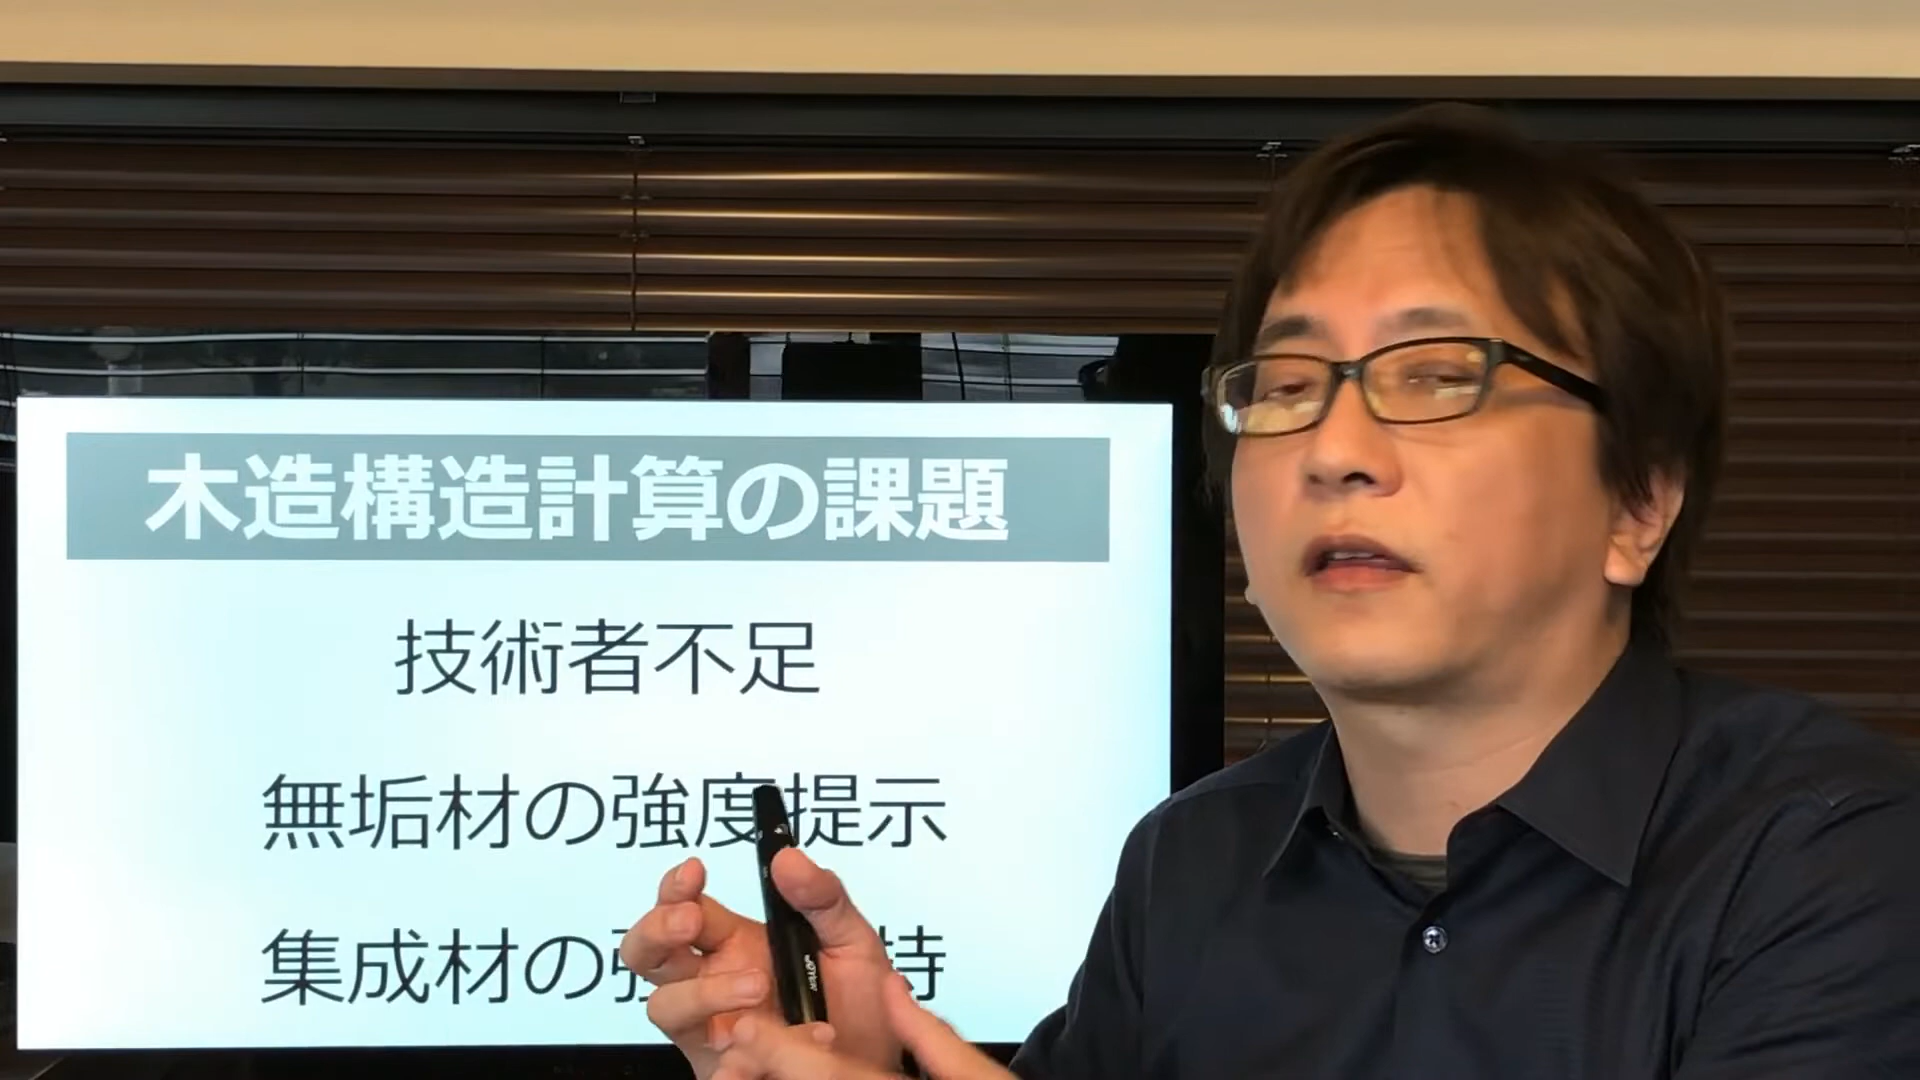 木造構造計算の課題
技術者不足
無垢材の強度提示
集成材の強 持